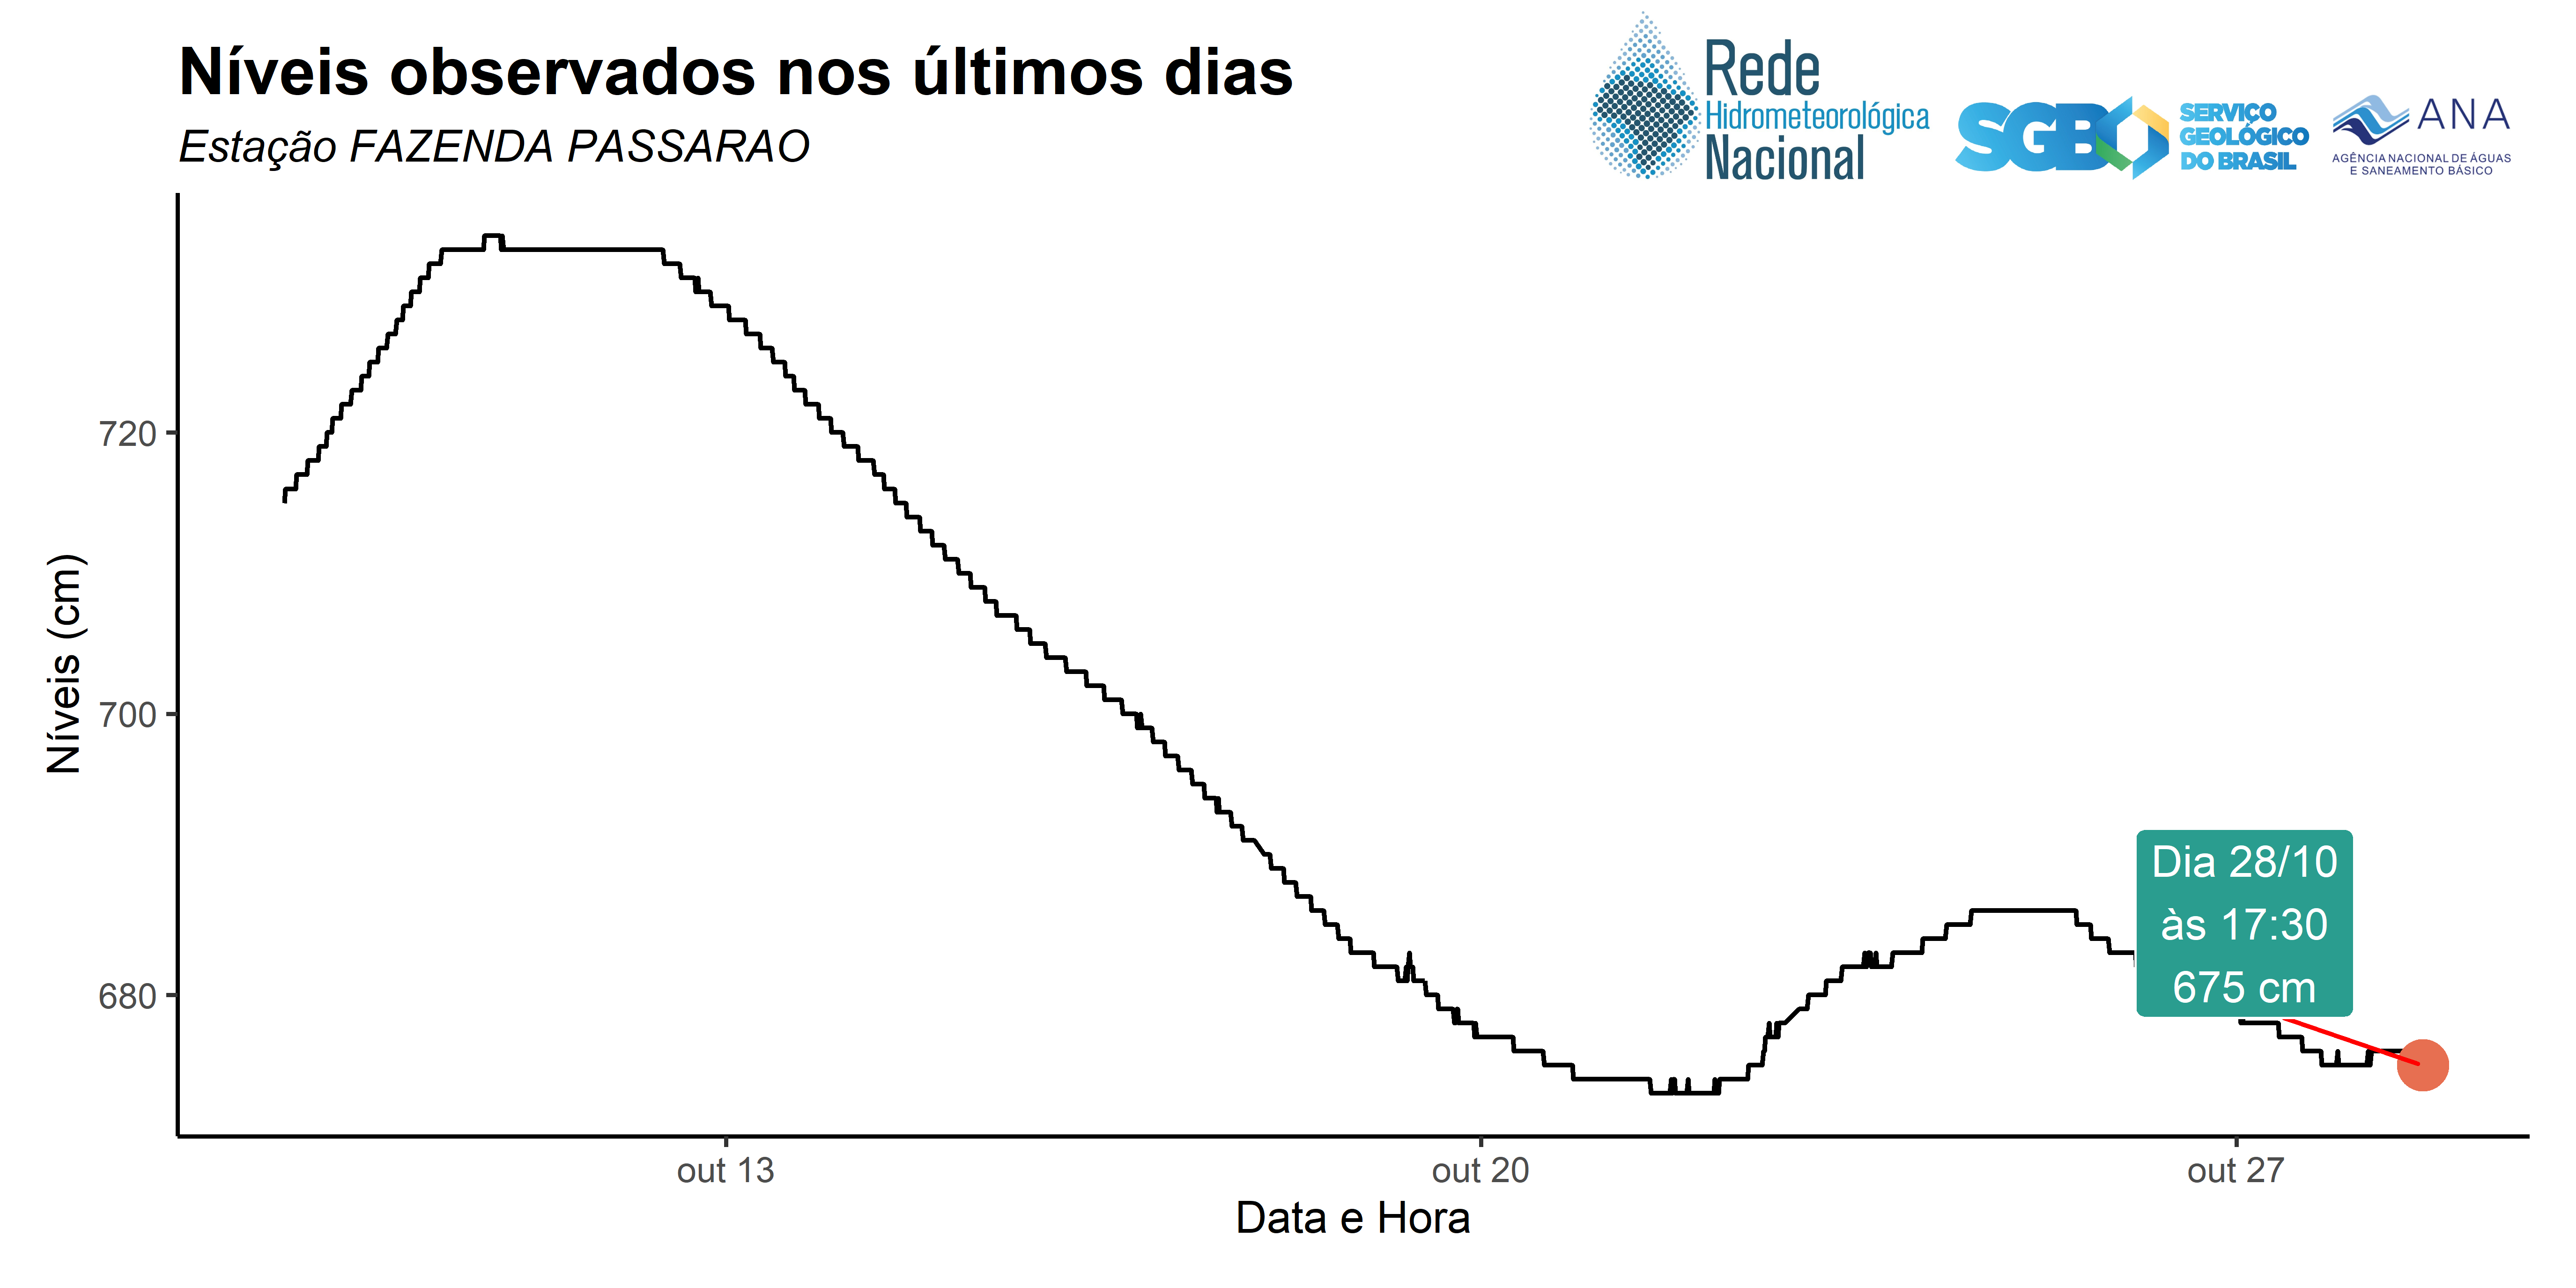 Níveis observados nos últimos dias
Estação FAZENDA PASSARAO
Rede
Hidrometeorológica
Nacional
SGB
SERVIÇO
GEOLÓGICO
DO BRASIL
ANA
AGÊNCIA NACIONAL DE ÁGUAS
E SANEAMENTO BÁSICO
Níveis (cm)
720
700
680
Dia 28/10
às 17:30
675 cm
out 13
out 20
out 27
Data e Hora